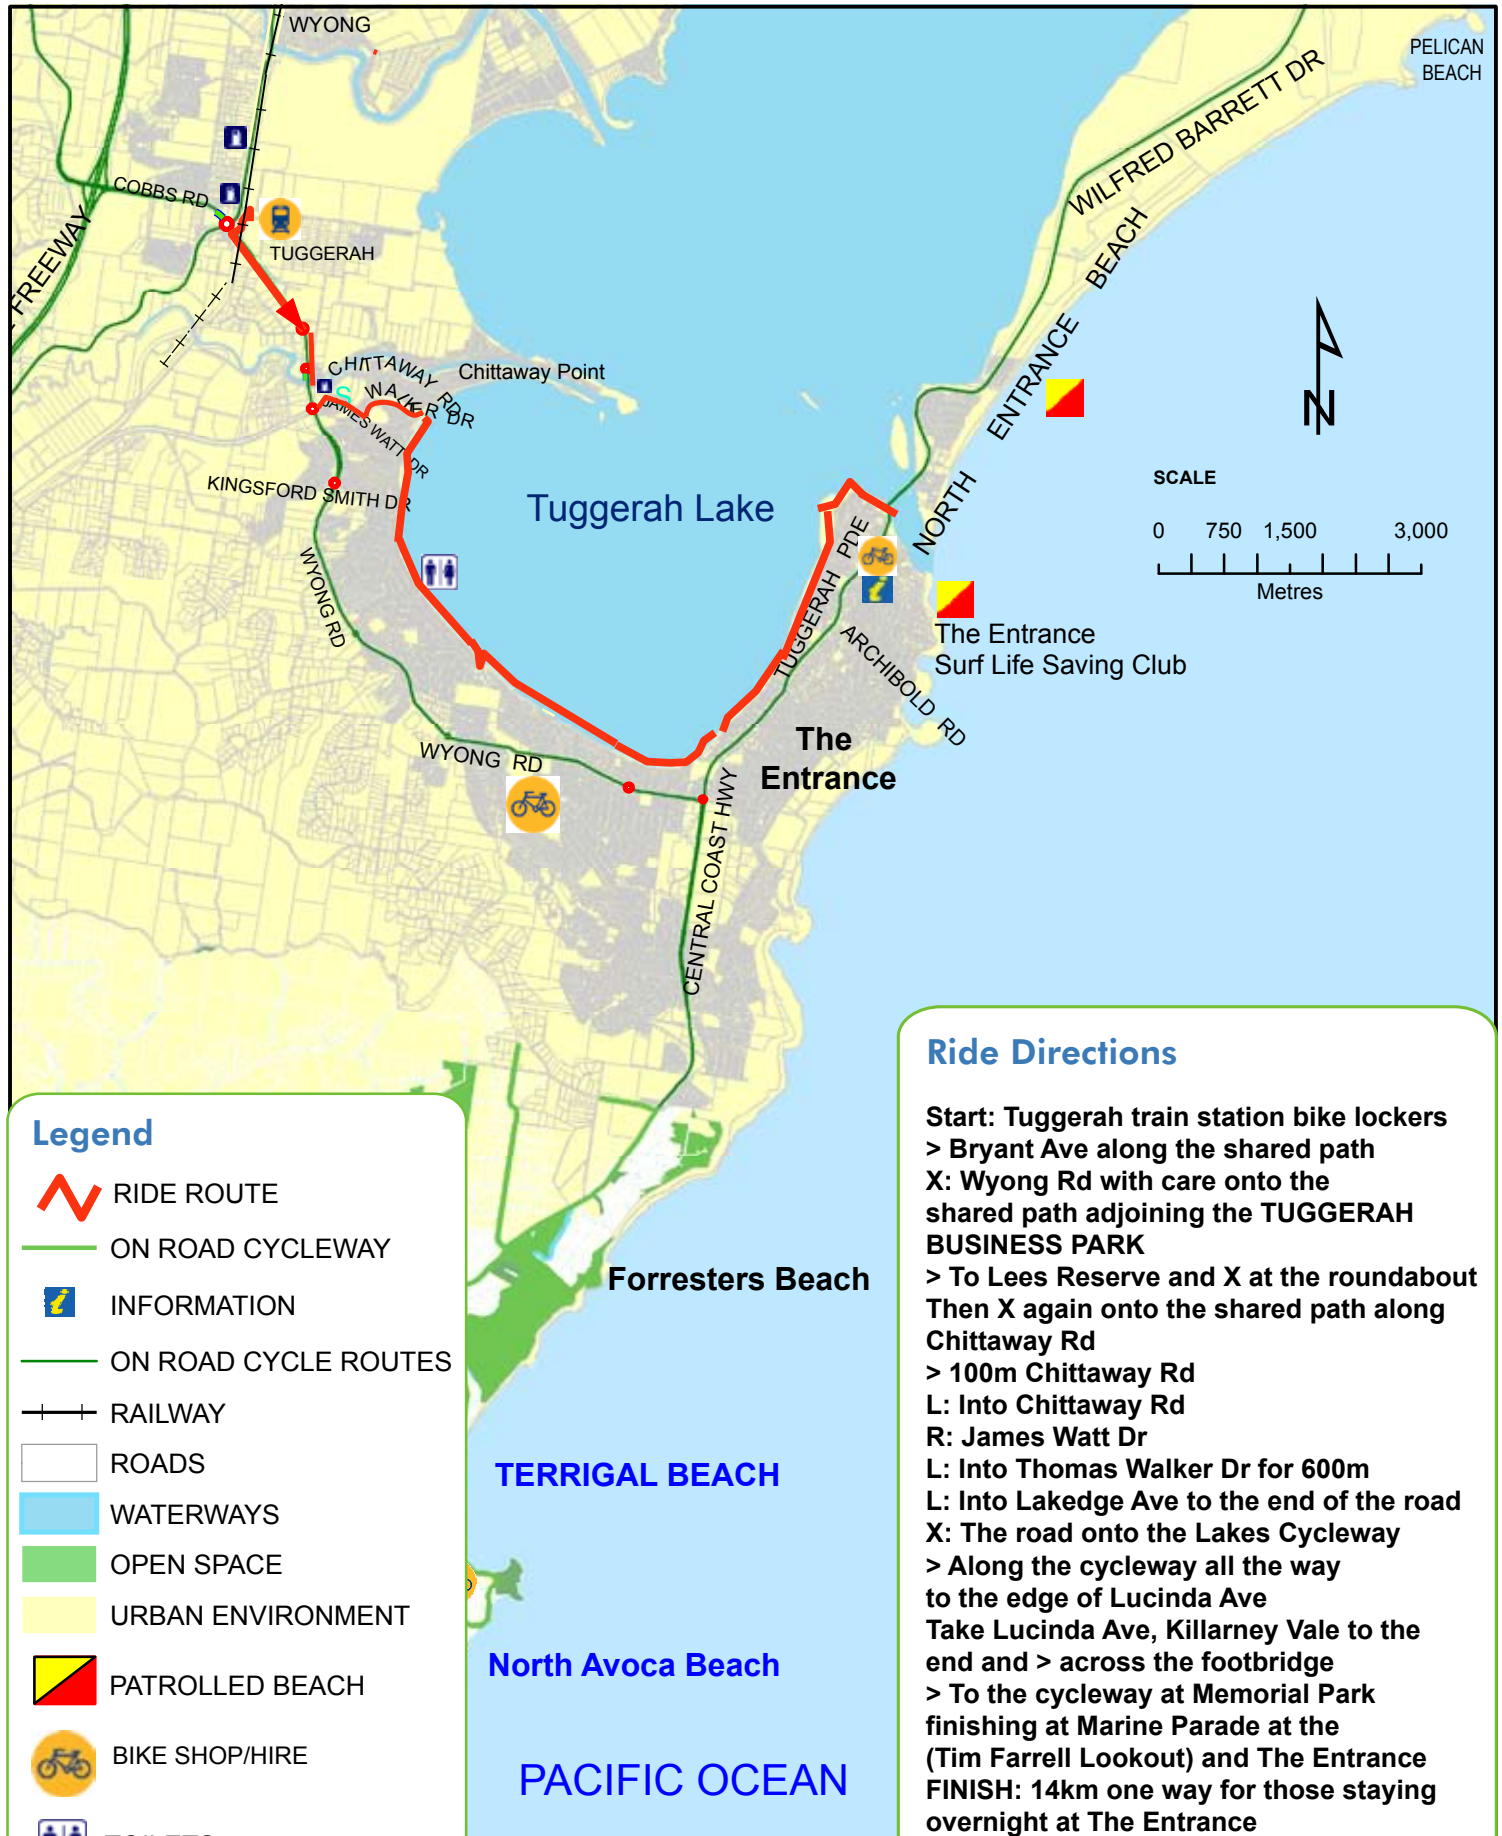 WYONG
PELICAN
BEACH
WILFRED BARRETT DR
COBBS RD
FREEWAY
TUGGERAH
NORTH ENTRANCE BEACH
CHITTAWAY RD
Chittaway Point
WALKER DR
JAMES WATT DR
KINGSFORD SMITH DR
Tuggerah Lake
N
SCALE
0 750 1,500 3,000
Metres
WYONG RD
TUGGERAH PDE
ARCHIBOLD RD
The Entrance
Surf Life Saving Club
The
Entrance
WYONG RD
CENTRAL COAST HWY
Forresters Beach
TERRIGAL BEACH
North Avoca Beach
PACIFIC OCEAN
Legend
RIDE ROUTE
ON ROAD CYCLEWAY
INFORMATION
ON ROAD CYCLE ROUTES
RAILWAY
ROADS
WATERWAYS
OPEN SPACE
URBAN ENVIRONMENT
PATROLLED BEACH
BIKE SHOP/HIRE
Ride Directions
Start: Tuggerah train station bike lockers
> Bryant Ave along the shared path
X: Wyong Rd with care onto the
shared path adjoining the TUGGERAH
BUSINESS PARK
> To Lees Reserve and X at the roundabout
Then X again onto the shared path along
Chittaway Rd
> 100m Chittaway Rd
L: Into Chittaway Rd
R: James Watt Dr
L: Into Thomas Walker Dr for 600m
L: Into Lakedge Ave to the end of the road
X: The road onto the Lakes Cycleway
> Along the cycleway all the way
to the edge of Lucinda Ave
Take Lucinda Ave, Killarney Vale to the
end and > across the footbridge
> To the cycleway at Memorial Park
finishing at Marine Parade at the
(Tim Farrell Lookout) and The Entrance
FINISH: 14km one way for those staying
overnight at The Entrance